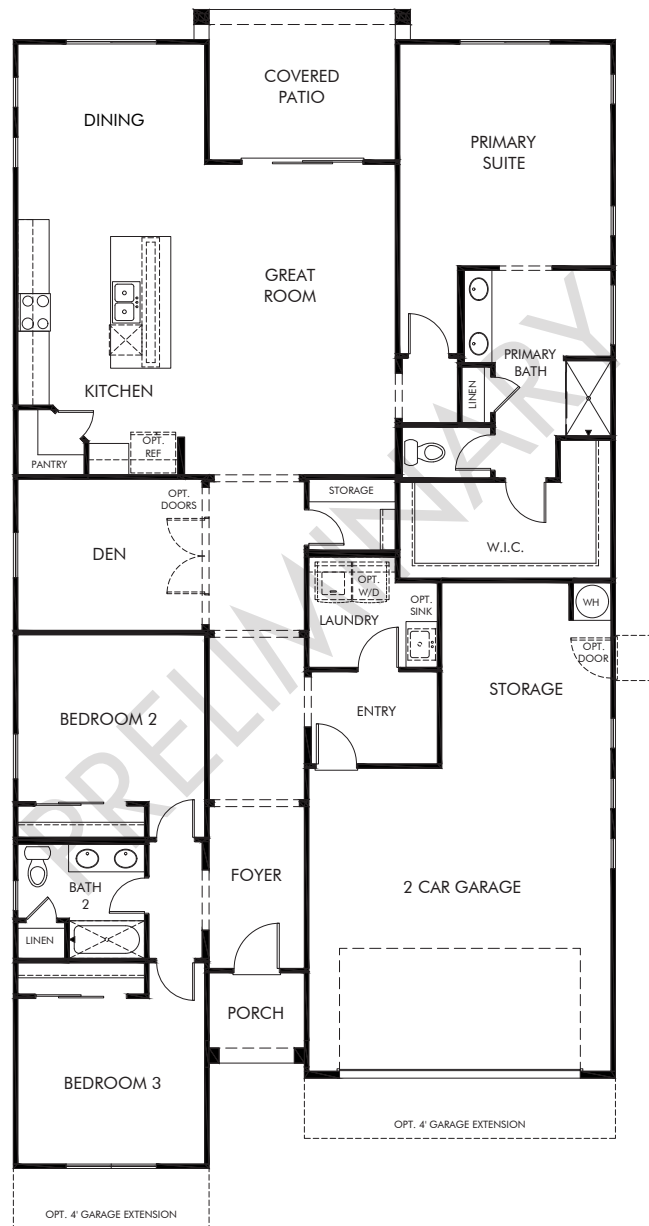 COVERED
PATIO
DINING
PRIMARY
SUITE
GREAT
ROOM
PRIMARY
BATH
KITCHEN
LINEN
OPT.
REF
PANTRY
STORAGE
OPT.
DOORS
DEN
W.I.C.
OPT.
W/D
OPT.
SINK
LAUNDRY
WH
OPT.
DOOR
STORAGE
ENTRY
BEDROOM 2
FOYER
BATH
2
2 CAR GARAGE
LINEN
PORCH
BEDROOM 3
OPT. 4' GARAGE EXTENSION
OPT. 4' GARAGE EXTENSION
PRELIMINARY